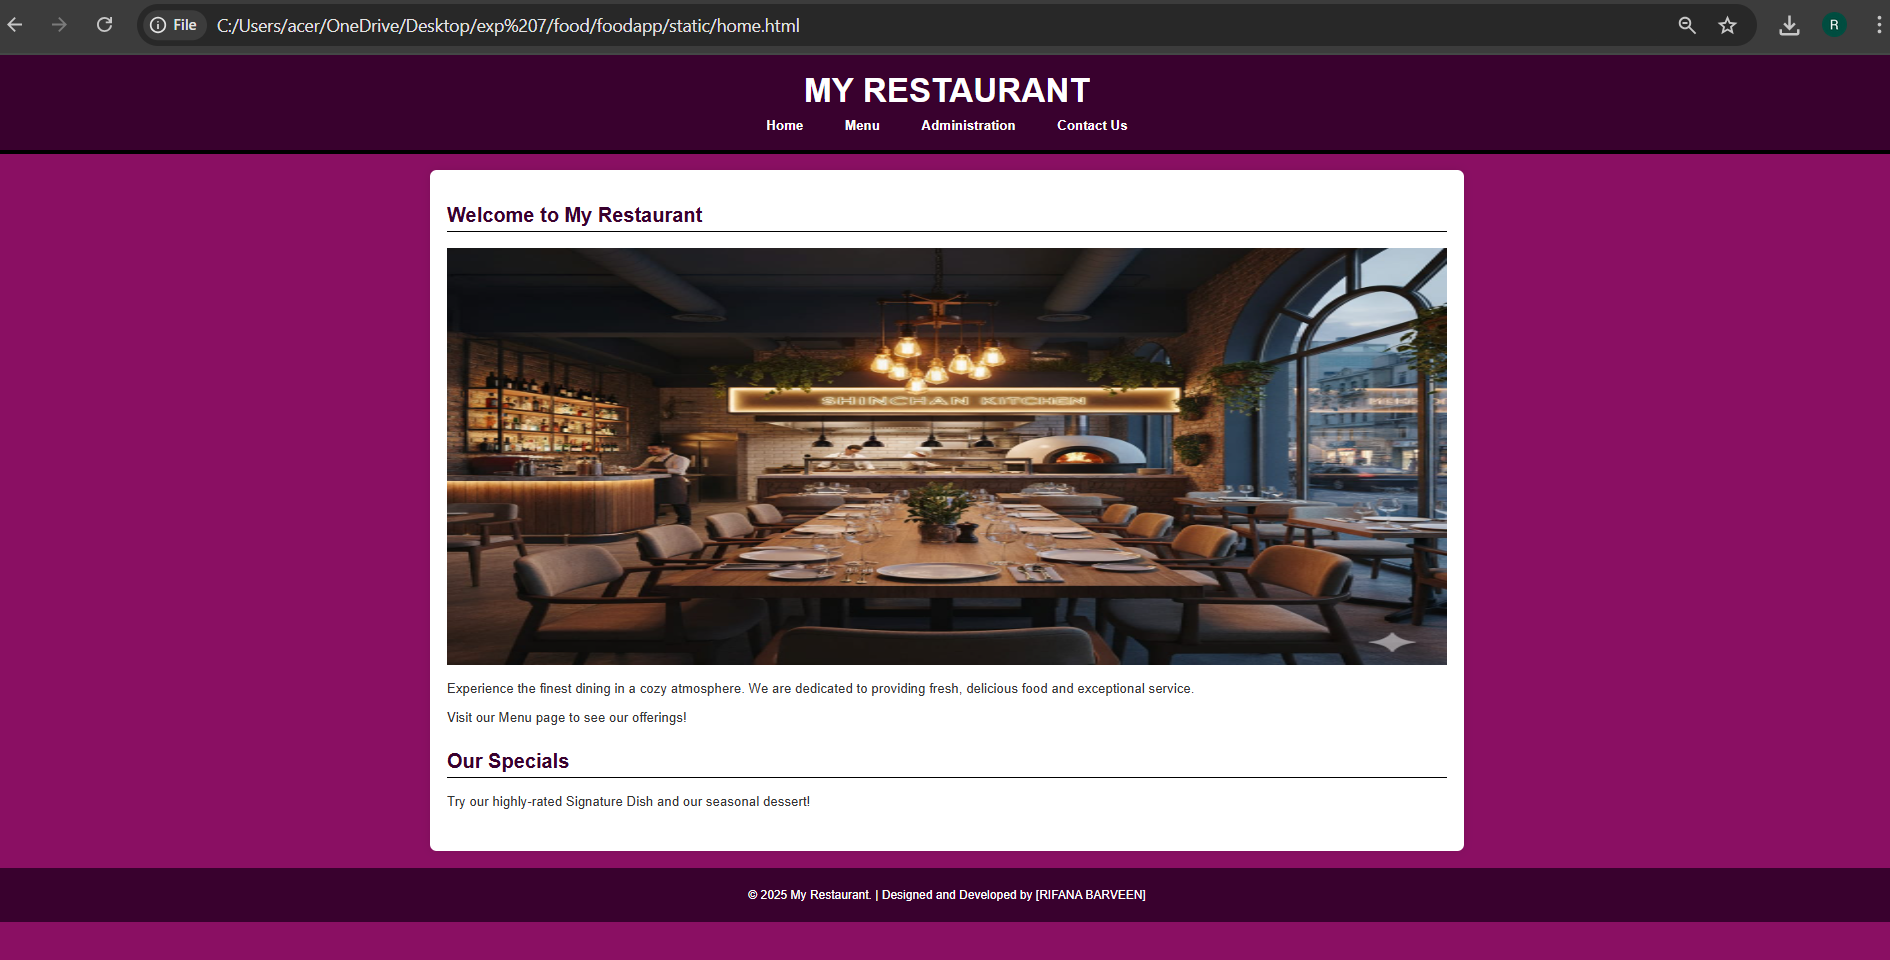 File C:/Users/acer/OneDrive/Desktop/exp%207/food/foodapp/static/home.html R
MY RESTAURANT
Home Menu Administration Contact Us
Welcome to My Restaurant
SHINCHAN KITCHEN
Experience the finest dining in a cozy atmosphere. We are dedicated to providing fresh, delicious food and exceptional service.
Visit our Menu page to see our offerings!
Our Specials
Try our highly-rated Signature Dish and our seasonal dessert!
© 2025 My Restaurant. | Designed and Developed by [RIFANA BARVEEN]